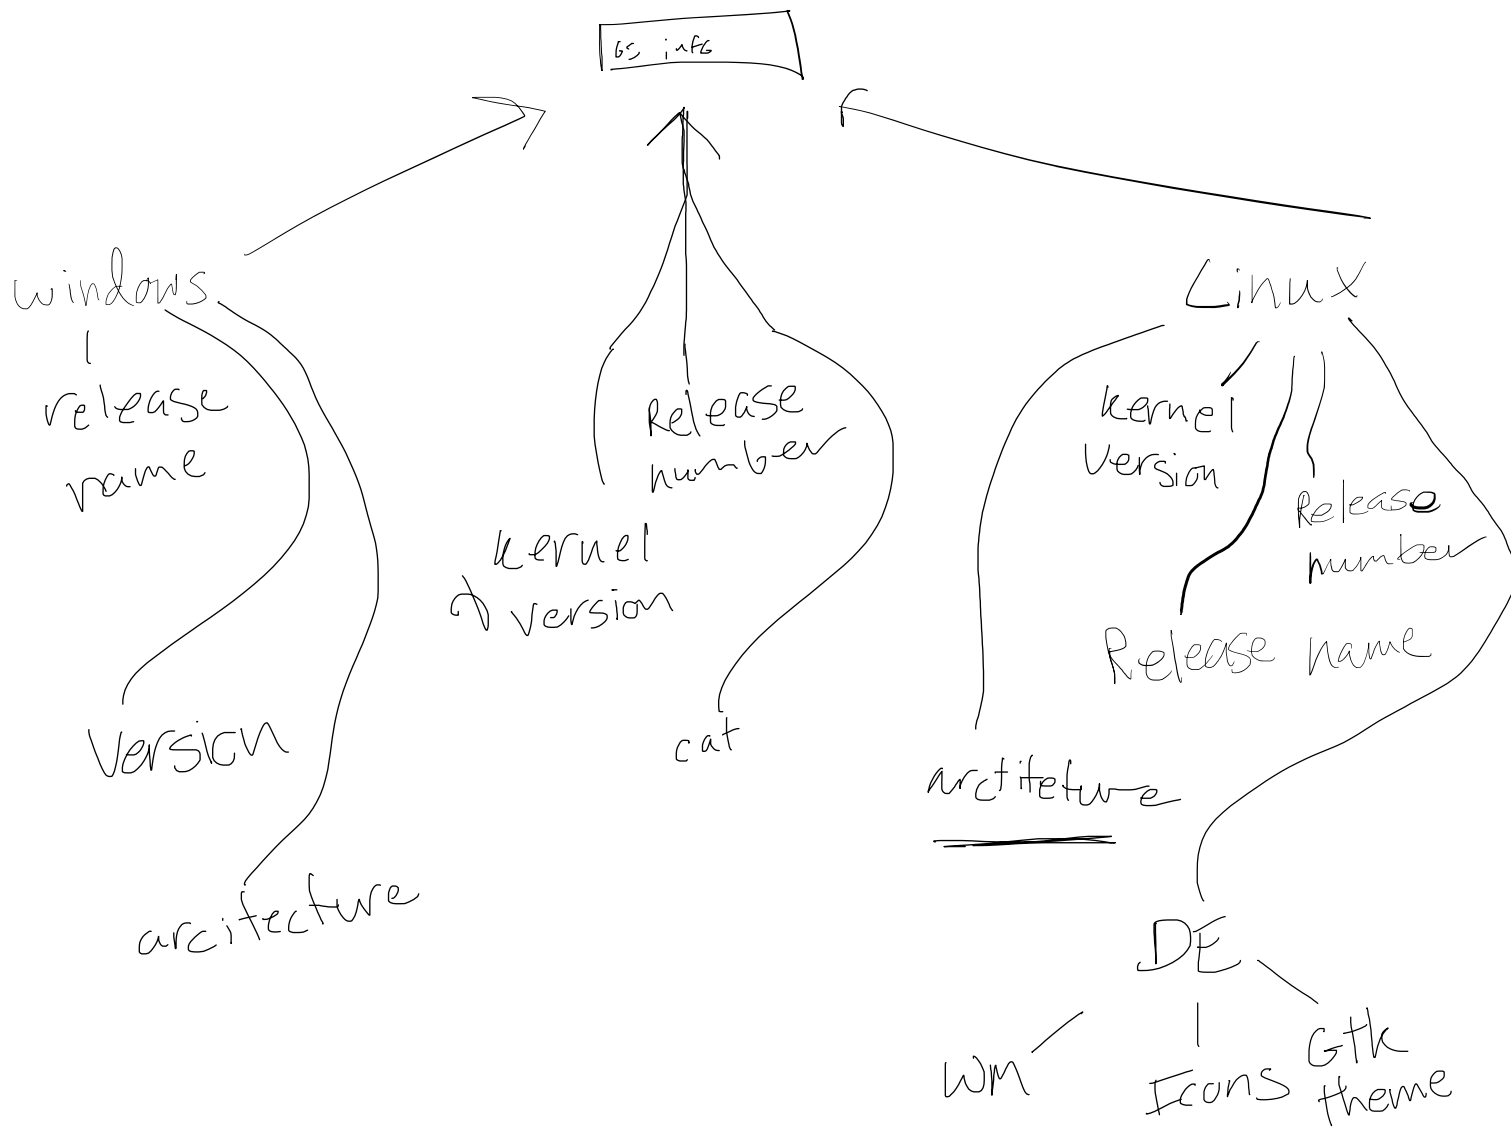 os info
windows
release
name
version
arcitecture
Release
number
kernel
version
cat
Linux
kernel
version
Release
number
Release name
arctiteture
DE
WM
Icons
Gtk
theme